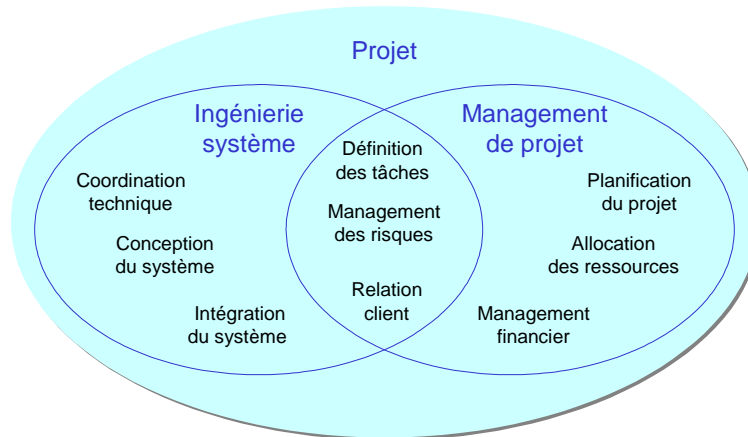 Projet
Ingénierie
système
Management
de projet
Coordination
technique
Conception
du système
Intégration
du système
Définition
des tâches
Management
des risques
Relation
client
Planification
du projet
Allocation
des ressources
Management
financier